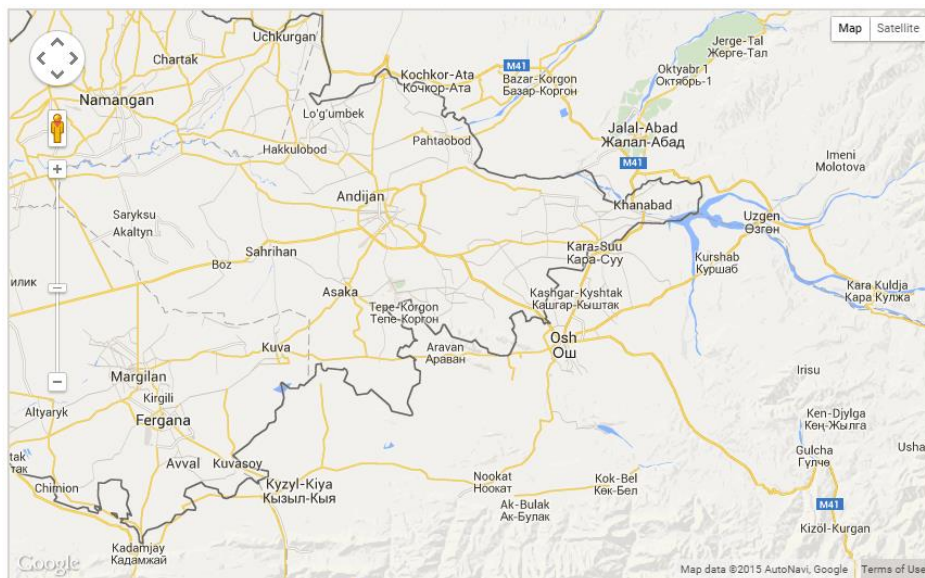 Map
Satellite
Uchkurgan
Chartak
Namangan
M41
Kochkor-Ata
Кочкор-Ата
Bazar-Korgon
Базар-Коргон
Jerge-Tal
Жерге-Тал
Oktyabr 1
Октябрь-1
Lo'g'umbek
Hakkulobod
Pahtaobod
Jalal-Abad
Жалал-Абад
M41
Imeni
Molotova
Andijan
Khanabad
Uzgen
Өзгөн
Saryksu
Akaltyn
Sahrihan
Boz
Kara-Suu
Кара-Суу
Kurshab
Куршаб
илик
Asaka
Tepe-Korgon
Тепе-Коргон
Kashgar-Kyshtak
Кашгар-Кыштак
Kara Kuldja
Кара Кулжа
Kuva
Aravan
Араван
Osh
Ош
Margilan
Kirgili
Irisu
Altyaryk
Fergana
Ken-Djylga
Кең-Жылга
Gulcha
Гүлчө
Usha
tak
так
Avval
Kuvasoy
Chimion
Kyzyl-Kiya
Кызыл-Кыя
Nookat
Ноокат
Kok-Bel
Көк-Бел
Ak-Bulak
Ак-Булак
M41
Kizól-Kurgan
Kadamjay
Кадамжай
Google
Map data ©2015 AutoNavi, Google
Terms of Use